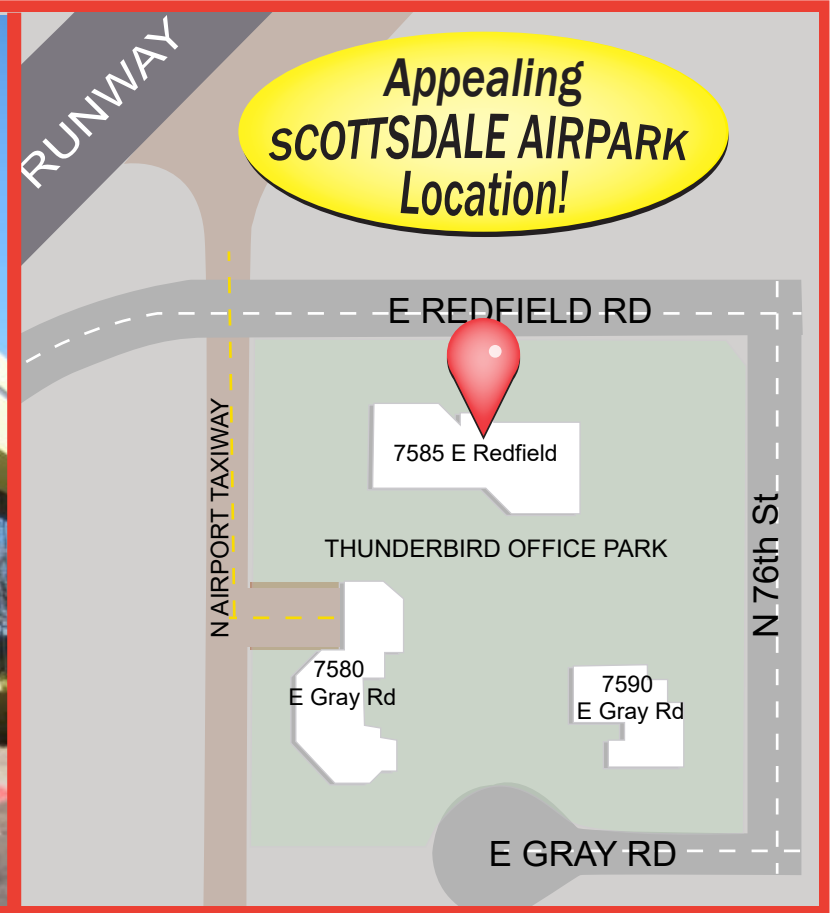 RUNWAY
Appealing
SCOTTSDALE AIRPARK
Location!
E REDFIELD RD
7585 E Redfield
N AIRPORT TAXIWAY
THUNDERBIRD OFFICE PARK
N 76th St
7580
E Gray Rd
7590
E Gray Rd
E GRAY RD